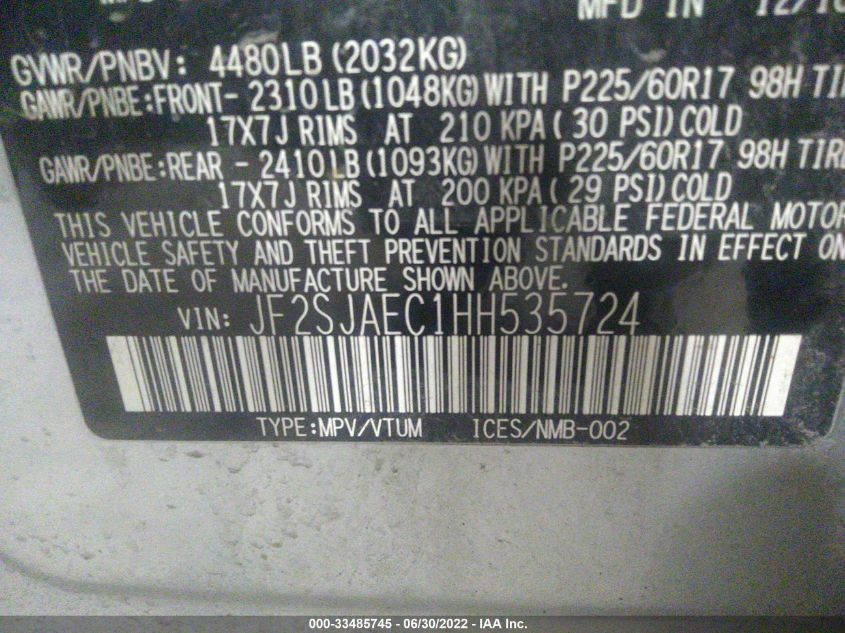 MFD IN 12/16
GVWR/PNBV: 4480LB (2032KG)
GAWR/PNBE:FRONT- 2310LB(1048KG)WITH P225/60R17 98H TI
17X7J RIMS AT 210 KPA ( 30 PSI)COLD
GAWR/PNBE:REAR - 2410LB(1093KG)WITH P225/60R17 98H TIR
17X7J RIMS AT 200 KPA ( 29 PSI)COLD
THIS VEHICLE CONFORMS TO ALL APPLICABLE FEDERAL MOTOR
VEHICLE SAFETY AND THEFT PREVENTION STANDARDS IN EFFECT ON
THE DATE OF MANUFACTURE SHOWN ABOVE.
VIN: JF2SJAEC1HH535724
TYPE:MPV/VTUM ICES/NMB-002
000-33485745 - 06/30/2022 - IAA Inc.